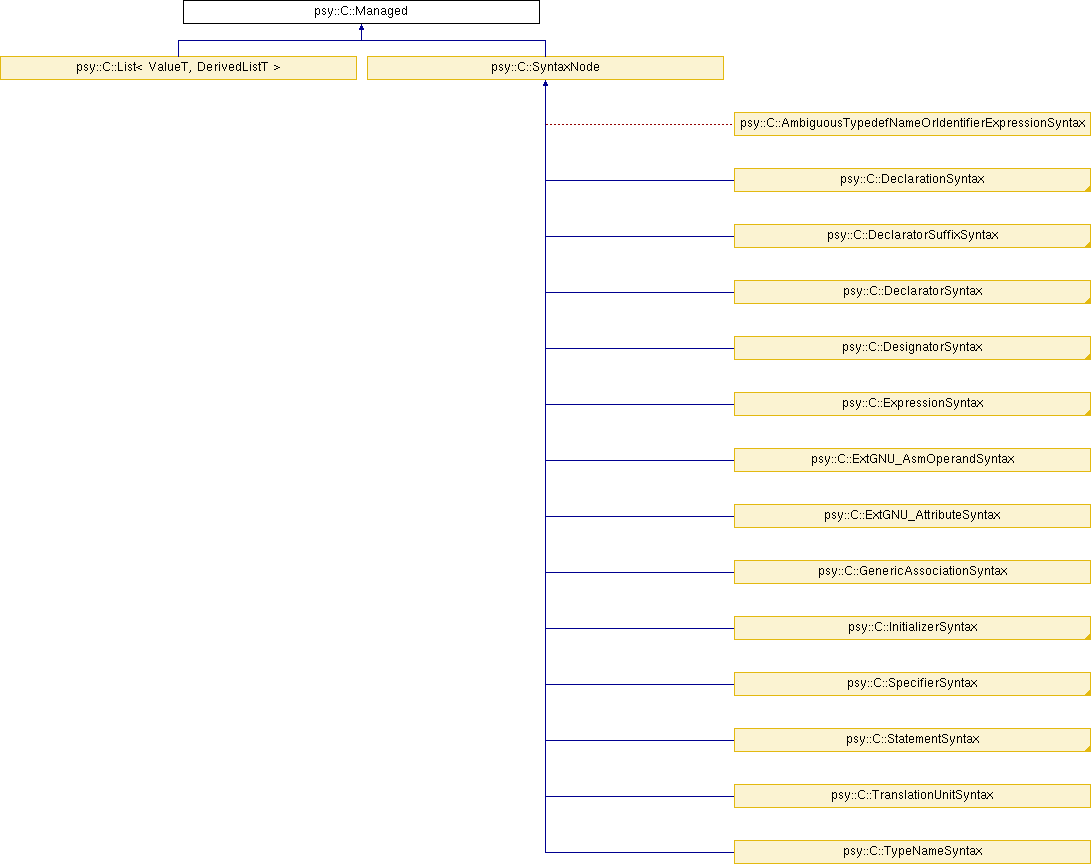 psy::C::Managed
psy::C::List< ValueT, DerivedListT >
psy::C::SyntaxNode
psy::C::AmbiguousTypedefNameOrIdentifierExpressionSyntax
psy::C::DeclarationSyntax
psy::C::DeclaratorSuffixSyntax
psy::C::DeclaratorSyntax
psy::C::DesignatorSyntax
psy::C::ExpressionSyntax
psy::C::ExtGNU_AsmOperandSyntax
psy::C::ExtGNU_AttributeSyntax
psy::C::GenericAssociationSyntax
psy::C::InitializerSyntax
psy::C::SpecifierSyntax
psy::C::StatementSyntax
psy::C::TranslationUnitSyntax
psy::C::TypeNameSyntax